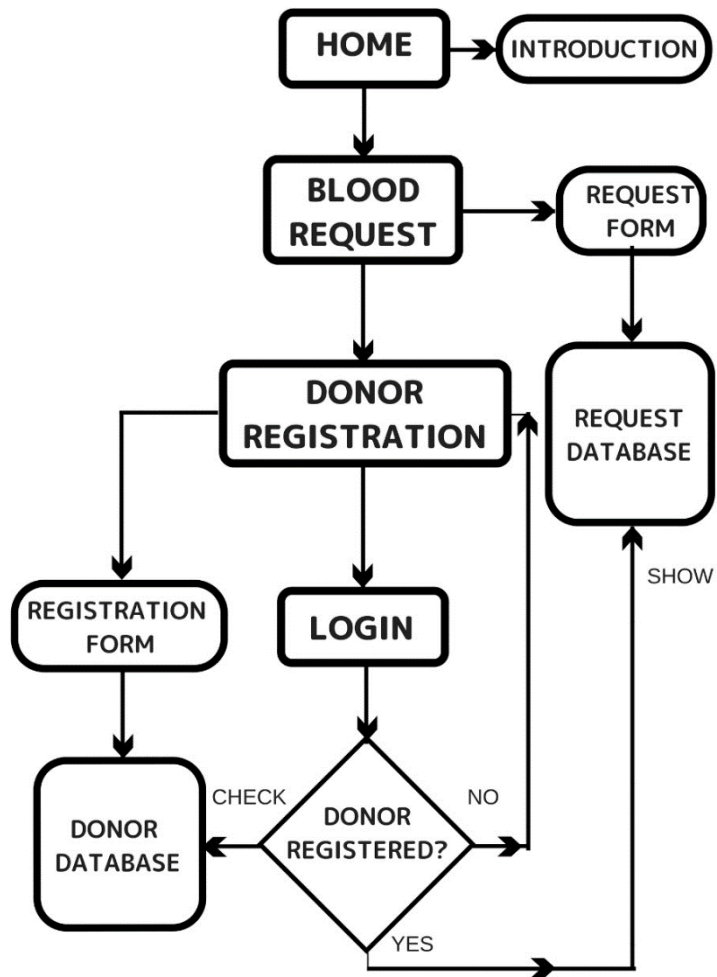 HOME
INTRODUCTION
BLOOD
REQUEST
REQUEST
FORM
DONOR
REGISTRATION
REQUEST
DATABASE
SHOW
REGISTRATION
FORM
LOGIN
CHECK
NO
DONOR
DATABASE
DONOR
REGISTERED?
YES